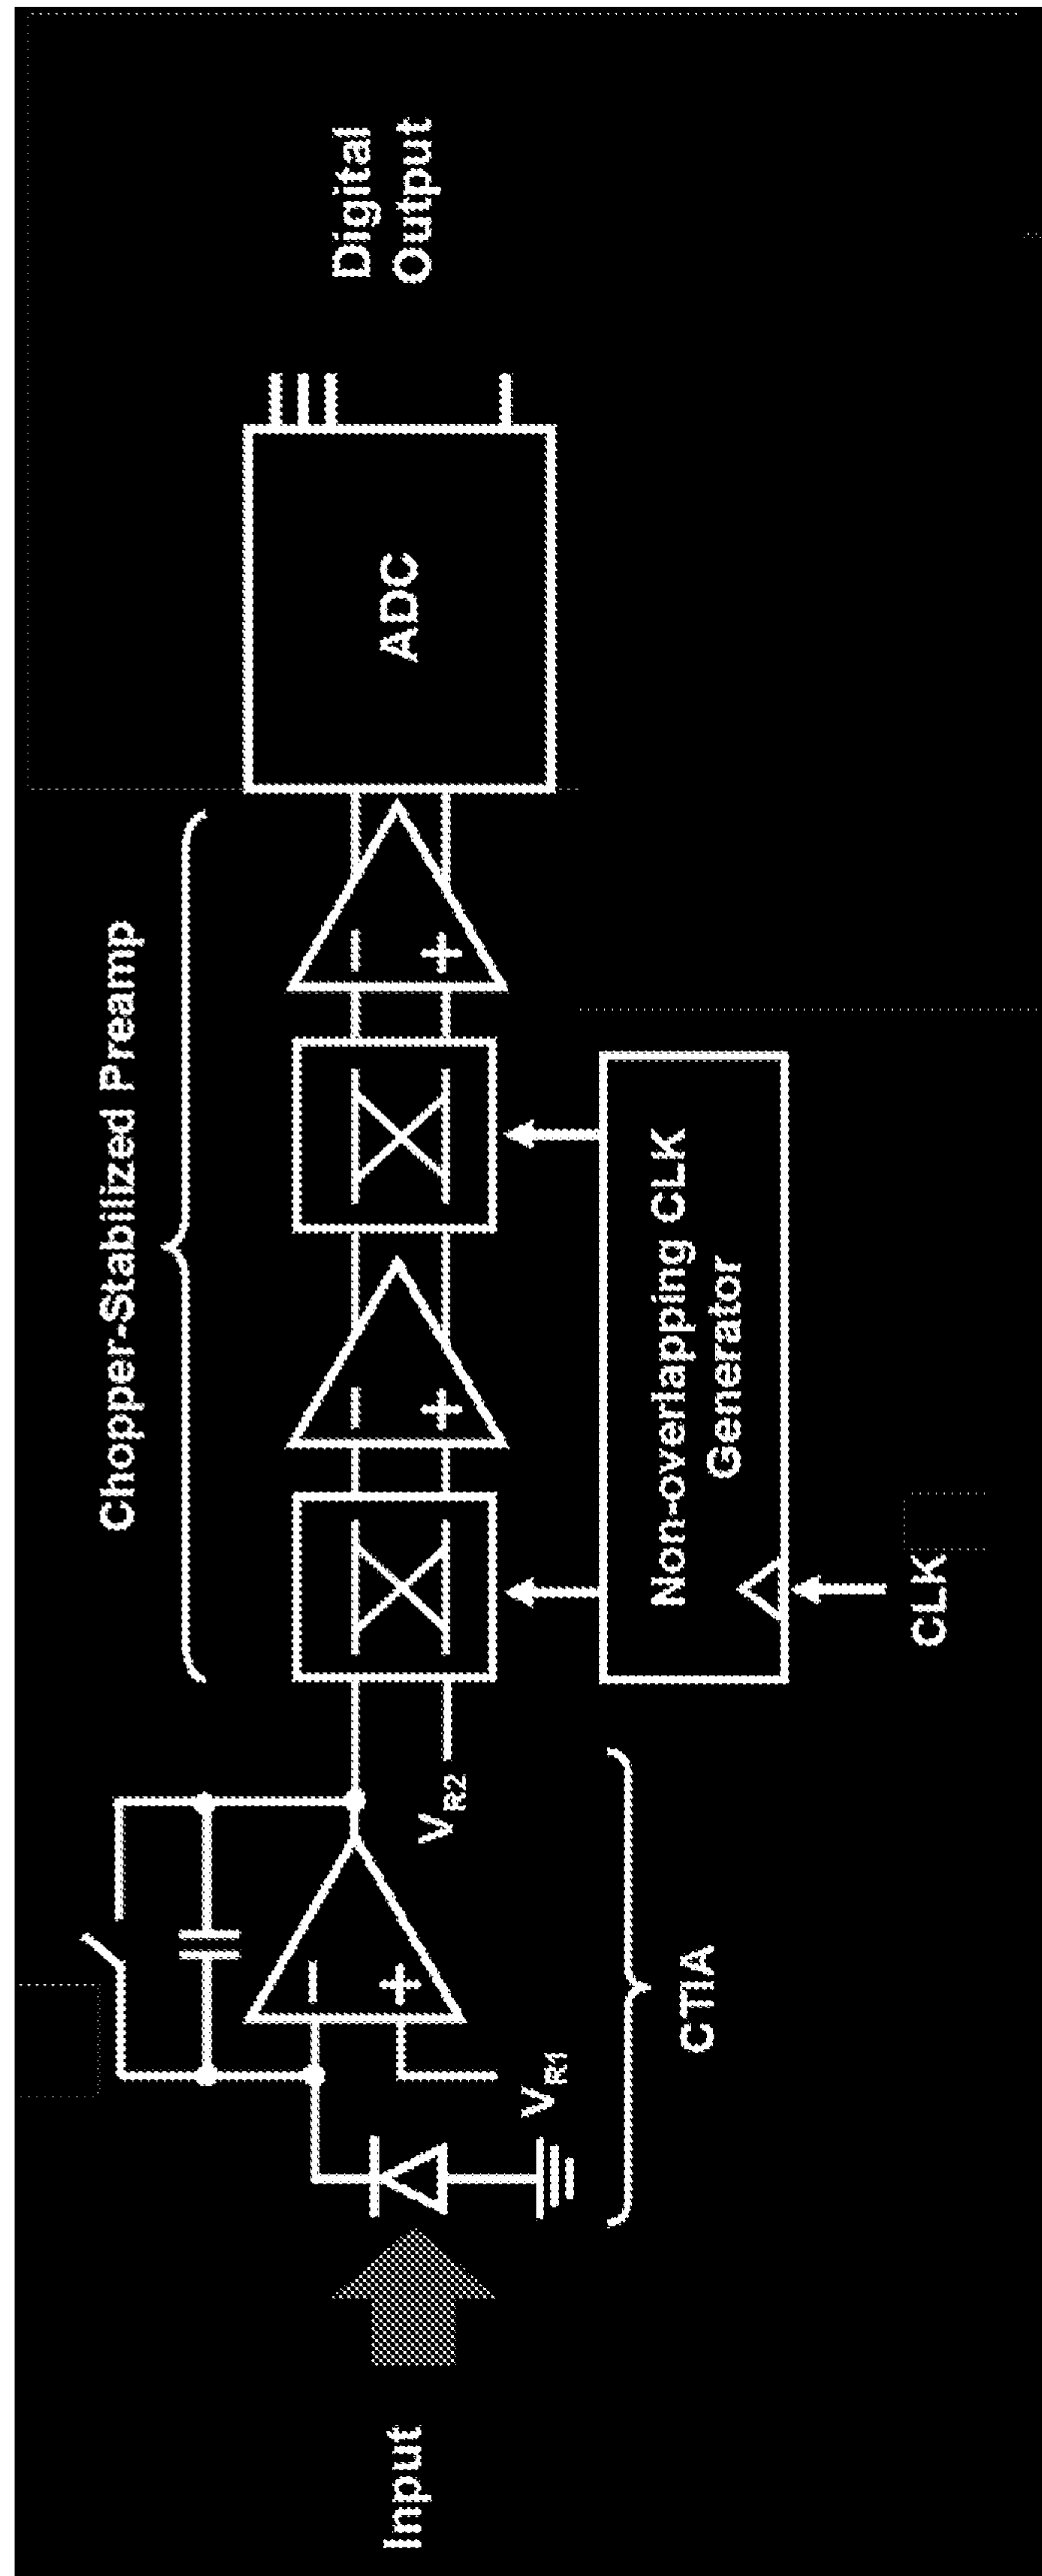 Chopper-Stabilized Preamp
Input
−
+
V_R1
V_R2
CTIA
−
+
−
+
ADC
Digital
Output
Non-overlapping CLK
Generator
CLK